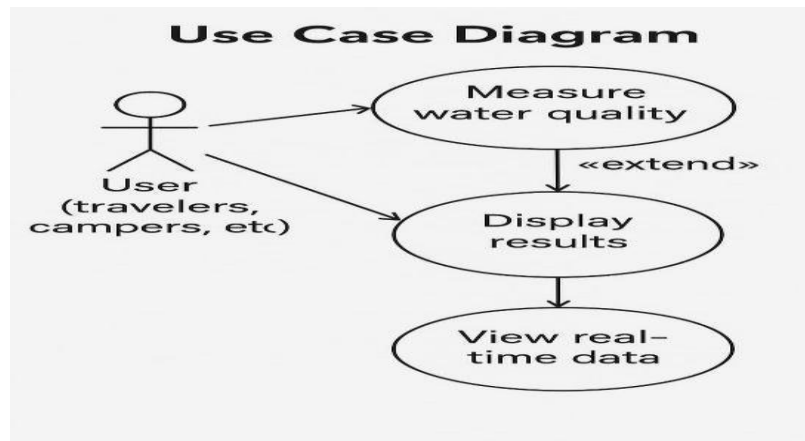 Use Case Diagram
Measure
water quality
«extend»
User
(travelers,
campers, etc)
Display
results
View real-
time data